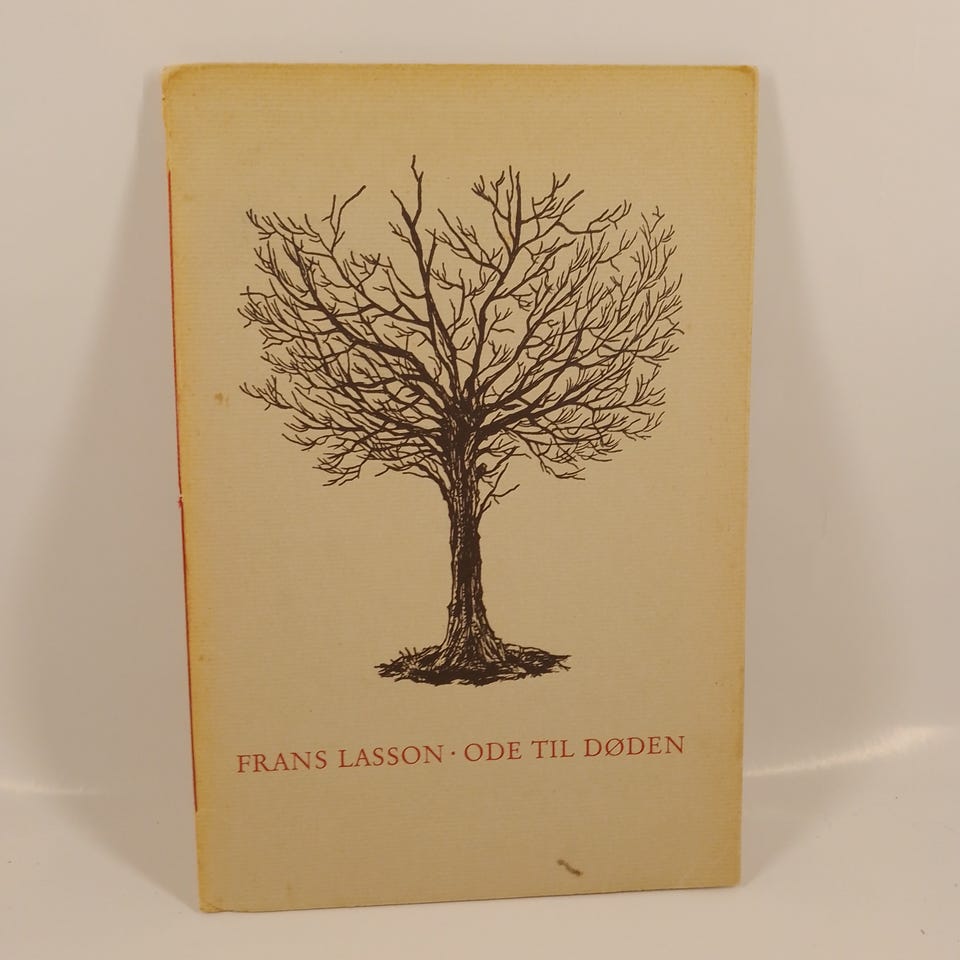 FRANS LASSON · ODE TIL DØDEN